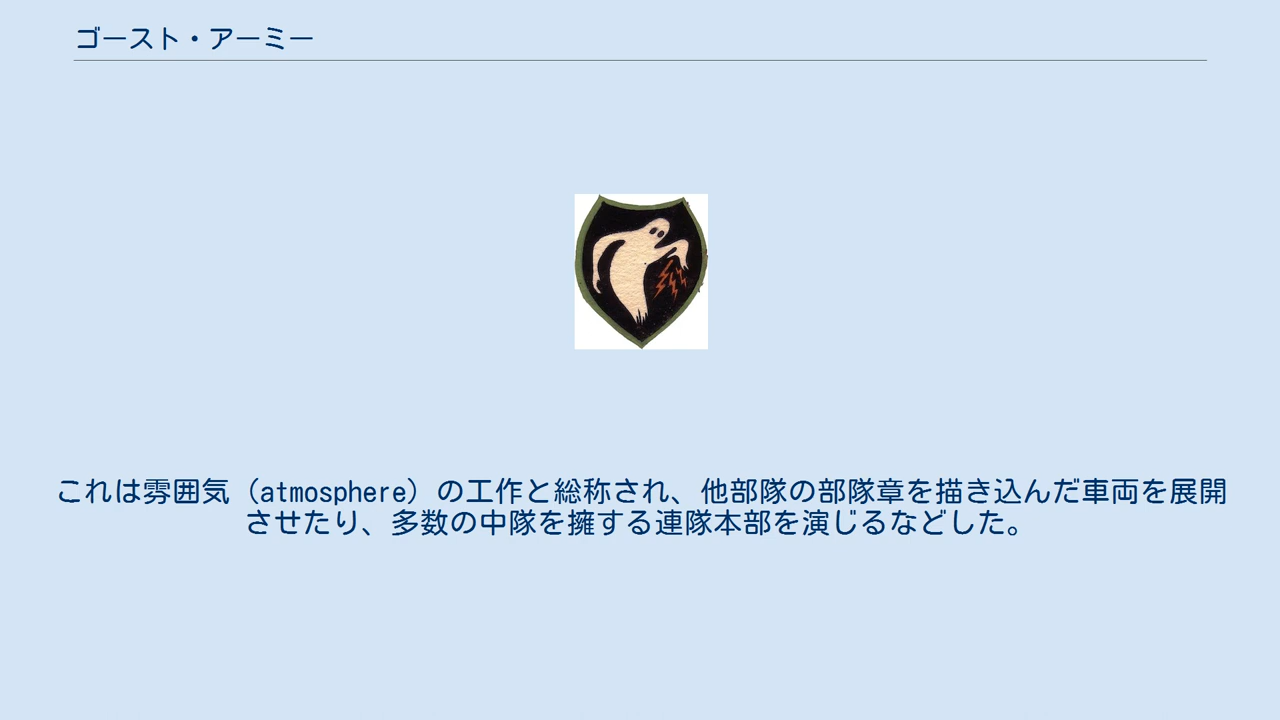 ゴースト・アーミー
これは雰囲気（atmosphere）の工作と総称され、他部隊の部隊章を描き込んだ車両を展開
させたり、多数の中隊を擁する連隊本部を演じるなどした。